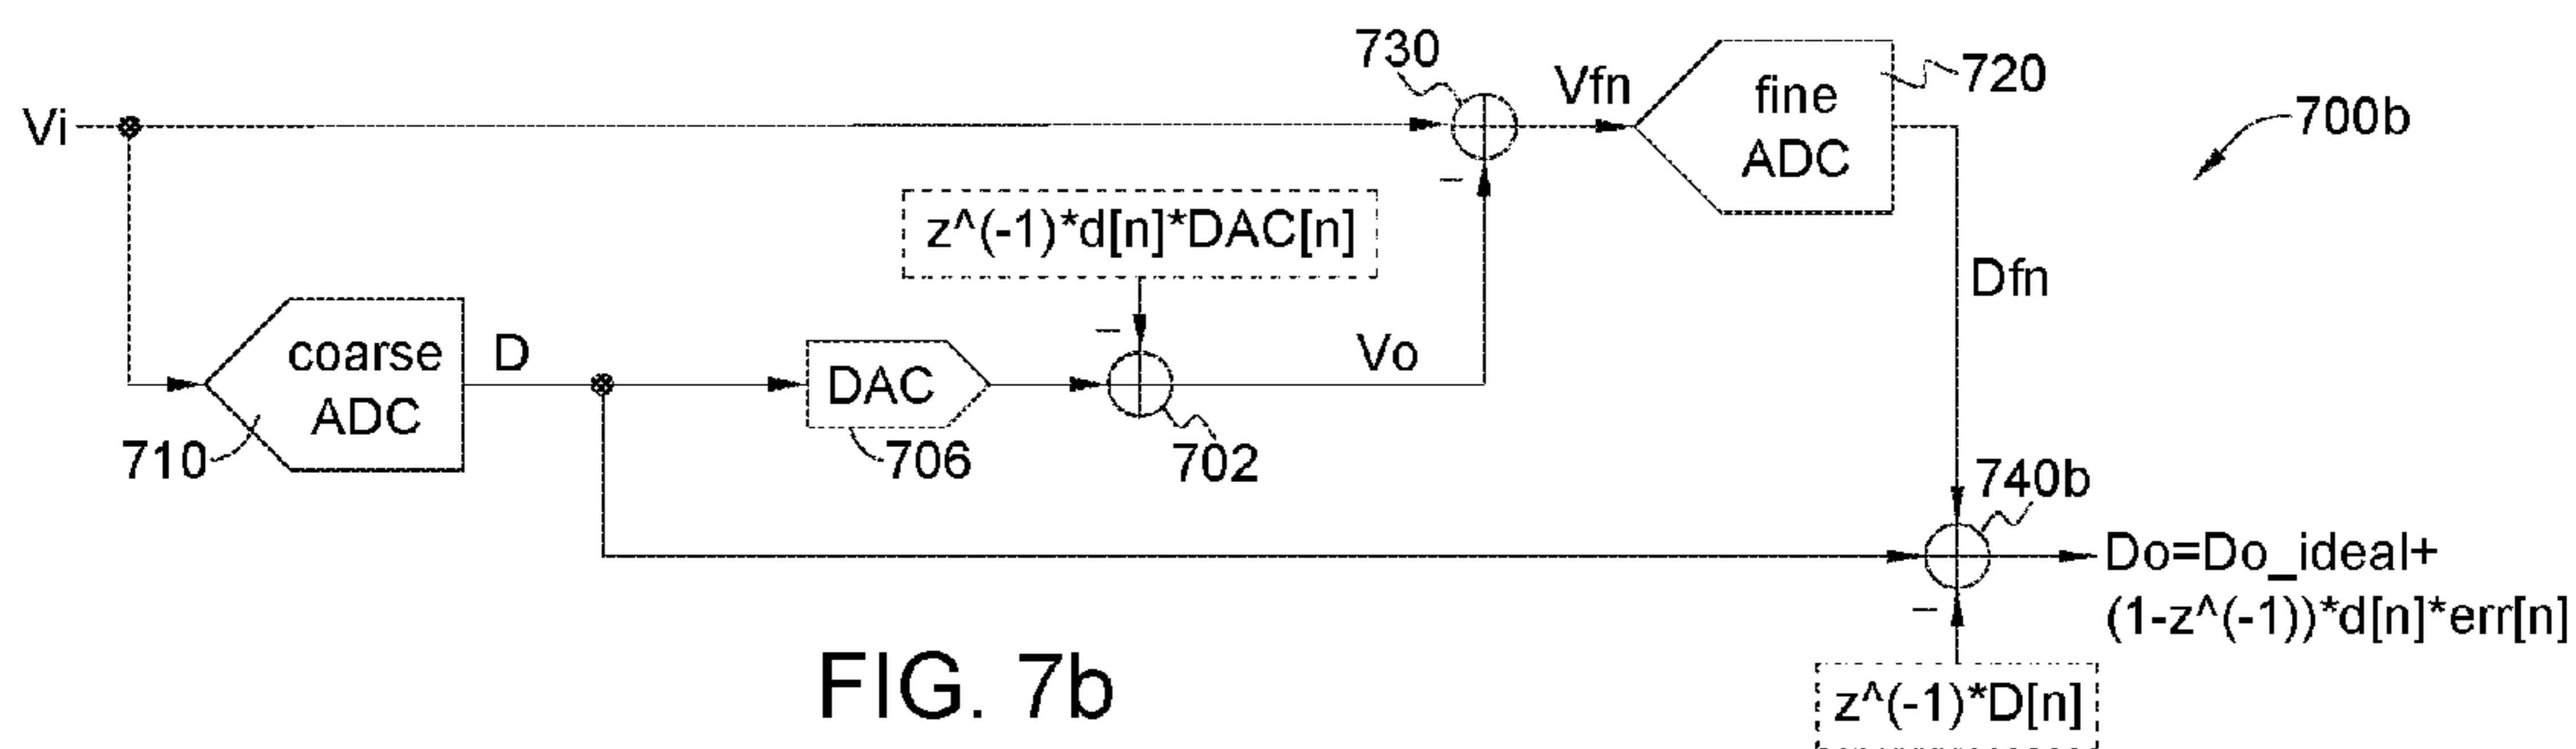 730
Vfn
fine
ADC
720
700b
Vi
z^(-1)*d[n]*DAC[n]
Dfn
coarse
ADC
D
710
DAC
706
–
702
Vo
–
740b
Do=Do_ideal+
(1-z^(-1))*d[n]*err[n]
–
z^(-1)*D[n]
FIG. 7b